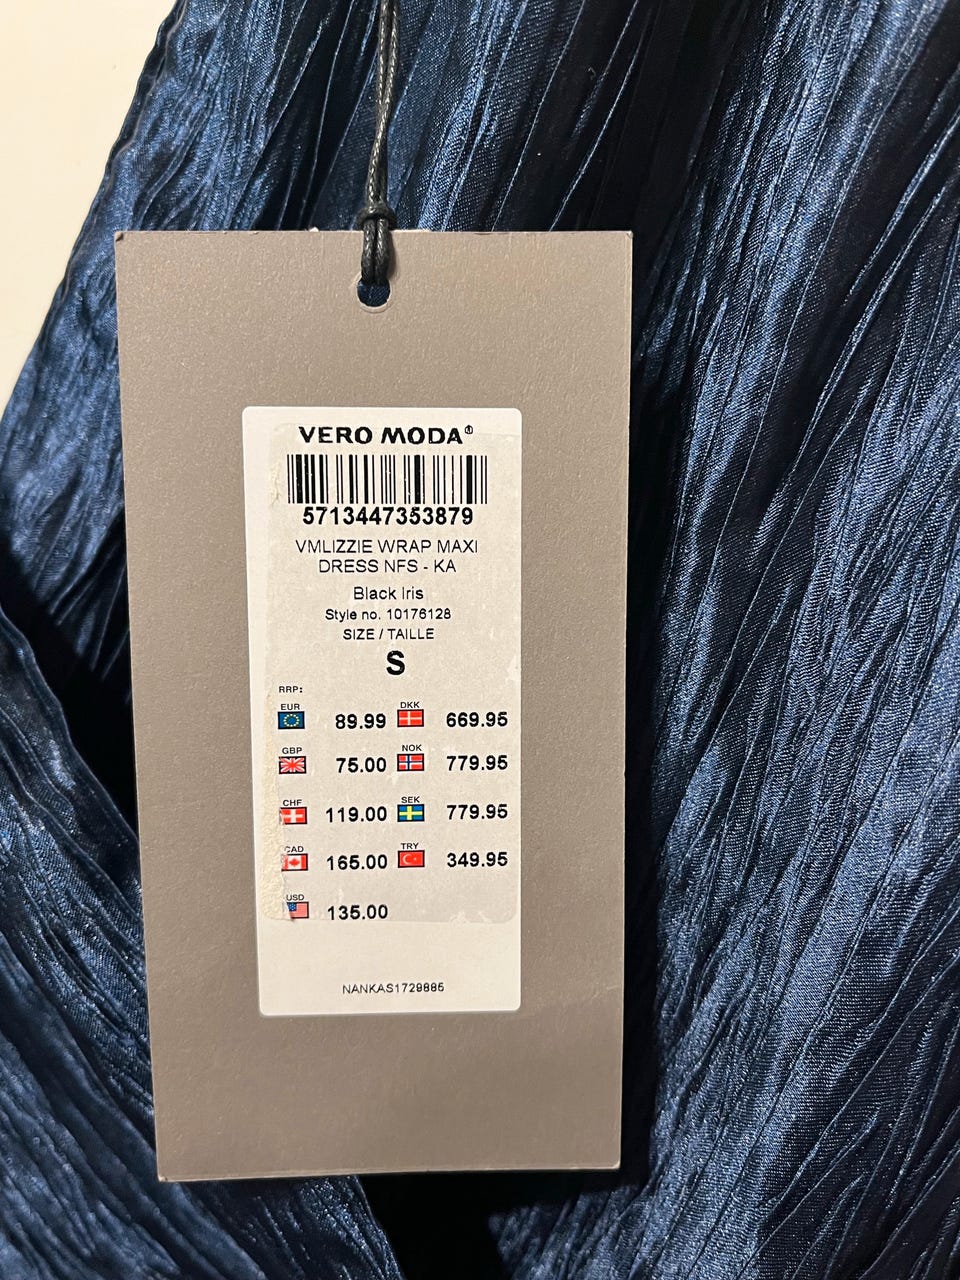 VERO MODA®
5713447353879
VMLIZZIE WRAP MAXI
DRESS NFS - KA
Black Iris
Style no. 10176128
SIZE / TAILLE
S
RRP:
EUR 89.99 DKK 669.95
GBP 75.00 NOK 779.95
CHF 119.00 SEK 779.95
CAD 165.00 TRY 349.95
USD 135.00
NANKAS1729885